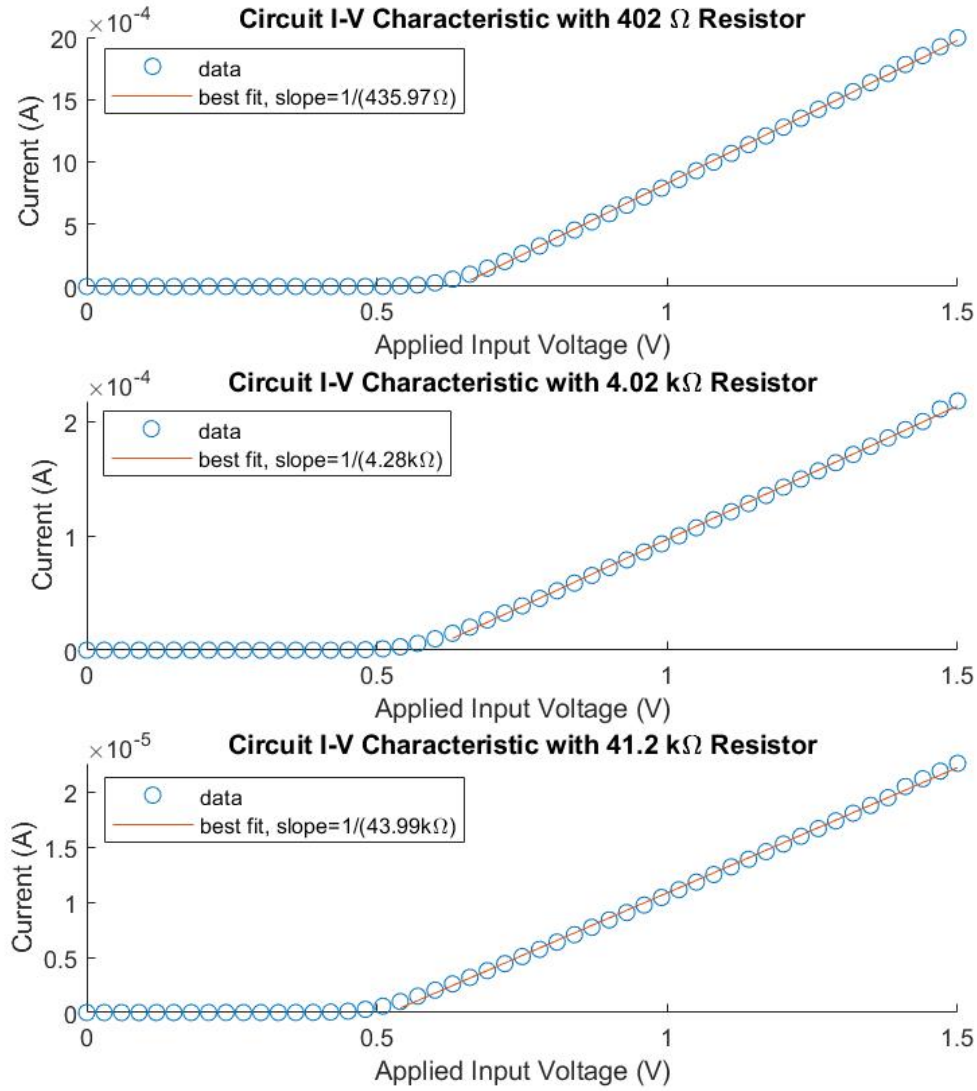 Circuit I-V Characteristic with 402 Ω Resistor
×10⁻⁴
20
15
10
5
0
Current (A)
data
best fit, slope=1/(435.97Ω)
0 0.5 1 1.5
Applied Input Voltage (V)
Circuit I-V Characteristic with 4.02 kΩ Resistor
×10⁻⁴
2
1
0
Current (A)
data
best fit, slope=1/(4.28kΩ)
0 0.5 1 1.5
Applied Input Voltage (V)
Circuit I-V Characteristic with 41.2 kΩ Resistor
×10⁻⁵
2
1.5
1
0.5
0
Current (A)
data
best fit, slope=1/(43.99kΩ)
0 0.5 1 1.5
Applied Input Voltage (V)